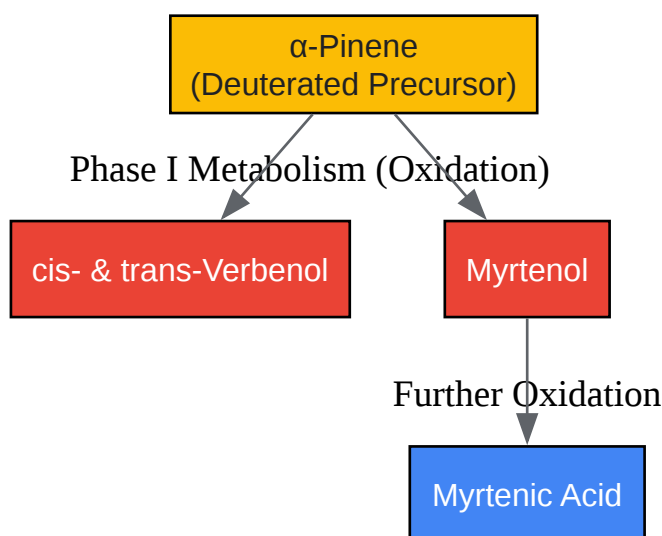 α-Pinene
(Deuterated Precursor)
Phase I Metabolism (Oxidation)
cis- & trans-Verbenol
Myrtenol
Further Oxidation
Myrtenic Acid